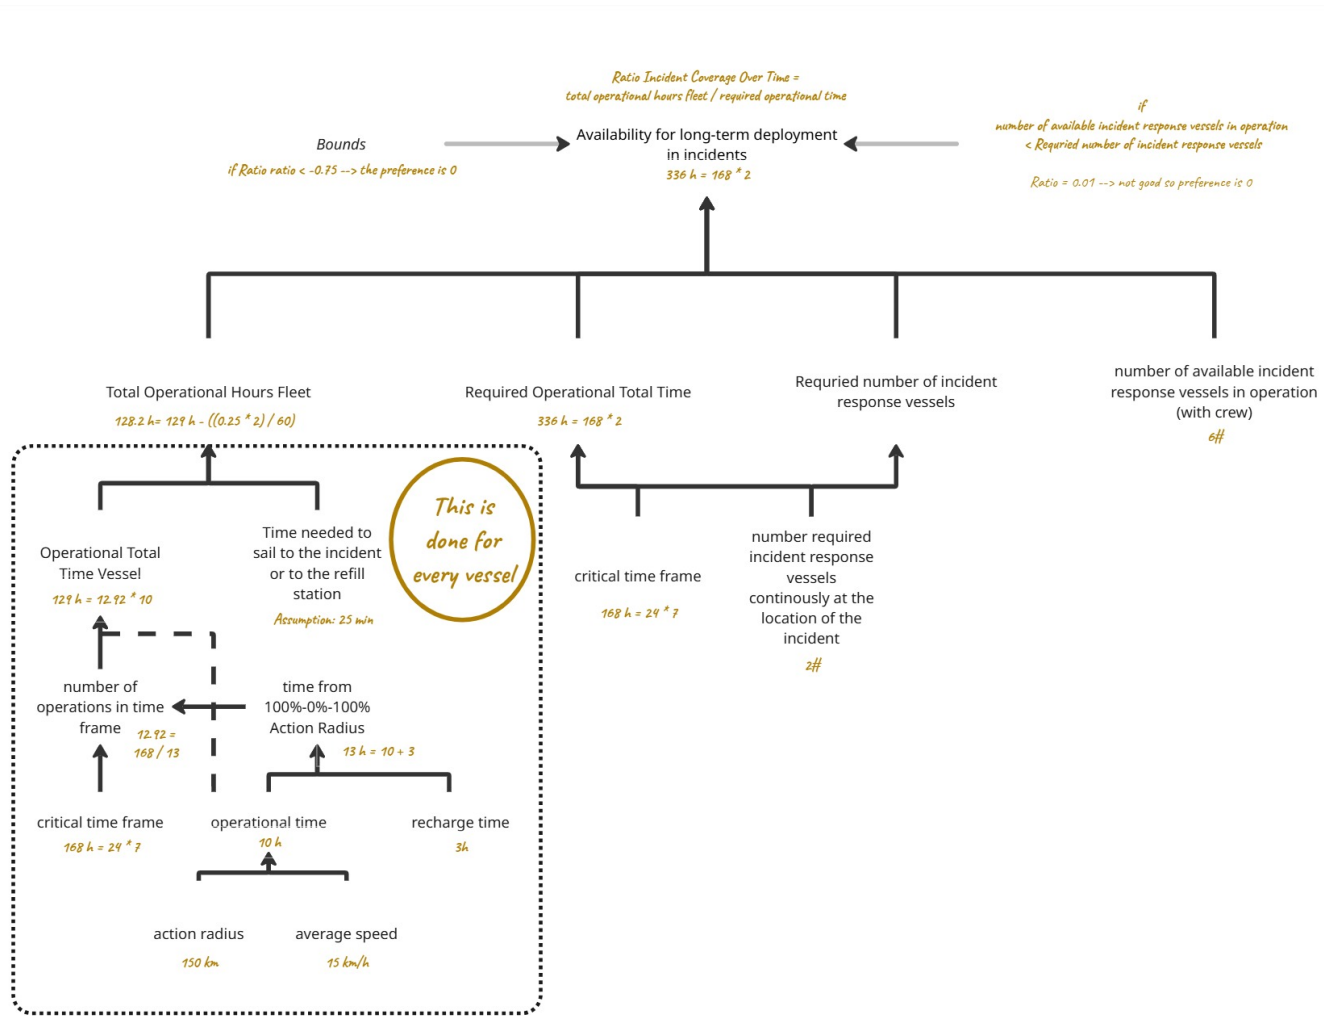 Ratio Incident Coverage Over Time =
total operational hours fleet / required operational time
Availability for long-term deployment
in incidents
336 h = 168 * 2
Bounds
if Ratio ratio < -0.75 --> the preference is 0
if
number of available incident response vessels in operation
< Requried number of incident response vessels
Ratio = 0.01 --> not good so preference is 0
Total Operational Hours Fleet
128.2 h= 129 h - ((0.25 * 2) / 60)
Required Operational Total Time
336 h = 168 * 2
Requried number of incident
response vessels
number of available incident
response vessels in operation
(with crew)
6#
This is
done for
every vessel
Operational Total
Time Vessel
129 h = 12.92 * 10
Time needed to
sail to the incident
or to the refill
station
Assumption: 25 min
critical time frame
168 h = 24 * 7
number required
incident response
vessels
continously at the
location of the
incident
2#
number of
operations in time
frame
12.92 =
168 / 13
time from
100%-0%-100%
Action Radius
13 h = 10 + 3
critical time frame
168 h = 24 * 7
operational time
10 h
recharge time
3h
action radius
150 km
average speed
15 km/h